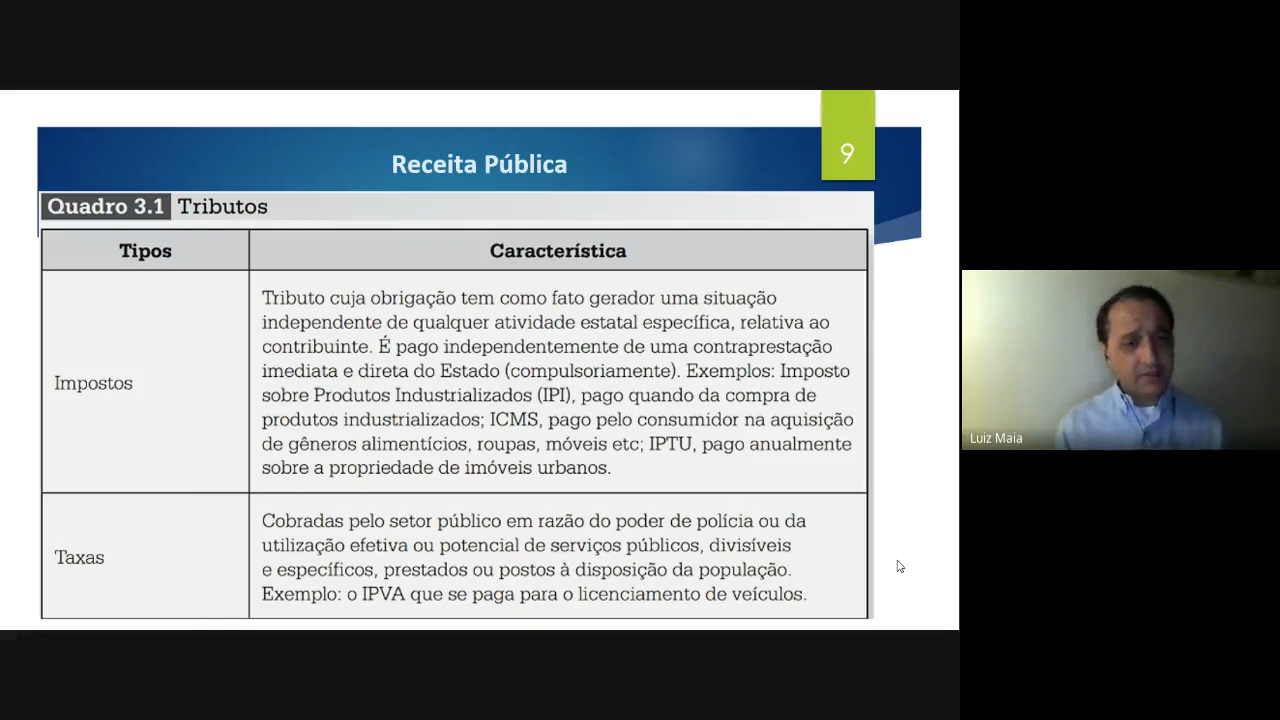 Receita Pública
9
Quadro 3.1 Tributos
Tipos
Característica
Impostos
Tributo cuja obrigação tem como fato gerador uma situação
independente de qualquer atividade estatal específica, relativa ao
contribuinte. É pago independentemente de uma contraprestação
imediata e direta do Estado (compulsoriamente). Exemplos: Imposto
sobre Produtos Industrializados (IPI), pago quando da compra de
produtos industrializados; ICMS, pago pelo consumidor na aquisição
de gêneros alimentícios, roupas, móveis etc; IPTU, pago anualmente
sobre a propriedade de imóveis urbanos.
Taxas
Cobradas pelo setor público em razão do poder de polícia ou da
utilização efetiva ou potencial de serviços públicos, divisíveis
e específicos, prestados ou postos à disposição da população.
Exemplo: o IPVA que se paga para o licenciamento de veículos.
Luiz Maia